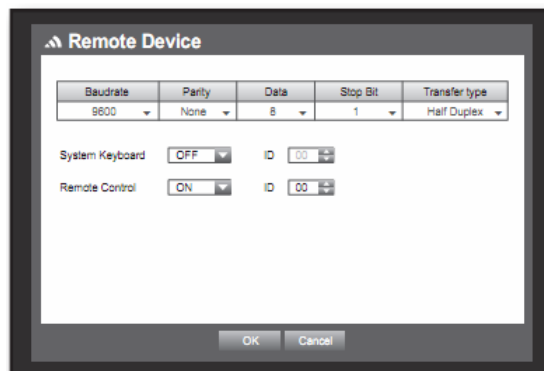 Remote Device
Baudrate Parity Data Stop Bit Transfer type
9600 None 8 1 Half Duplex
System Keyboard OFF ID 00
Remote Control ON ID 00
OK Cancel